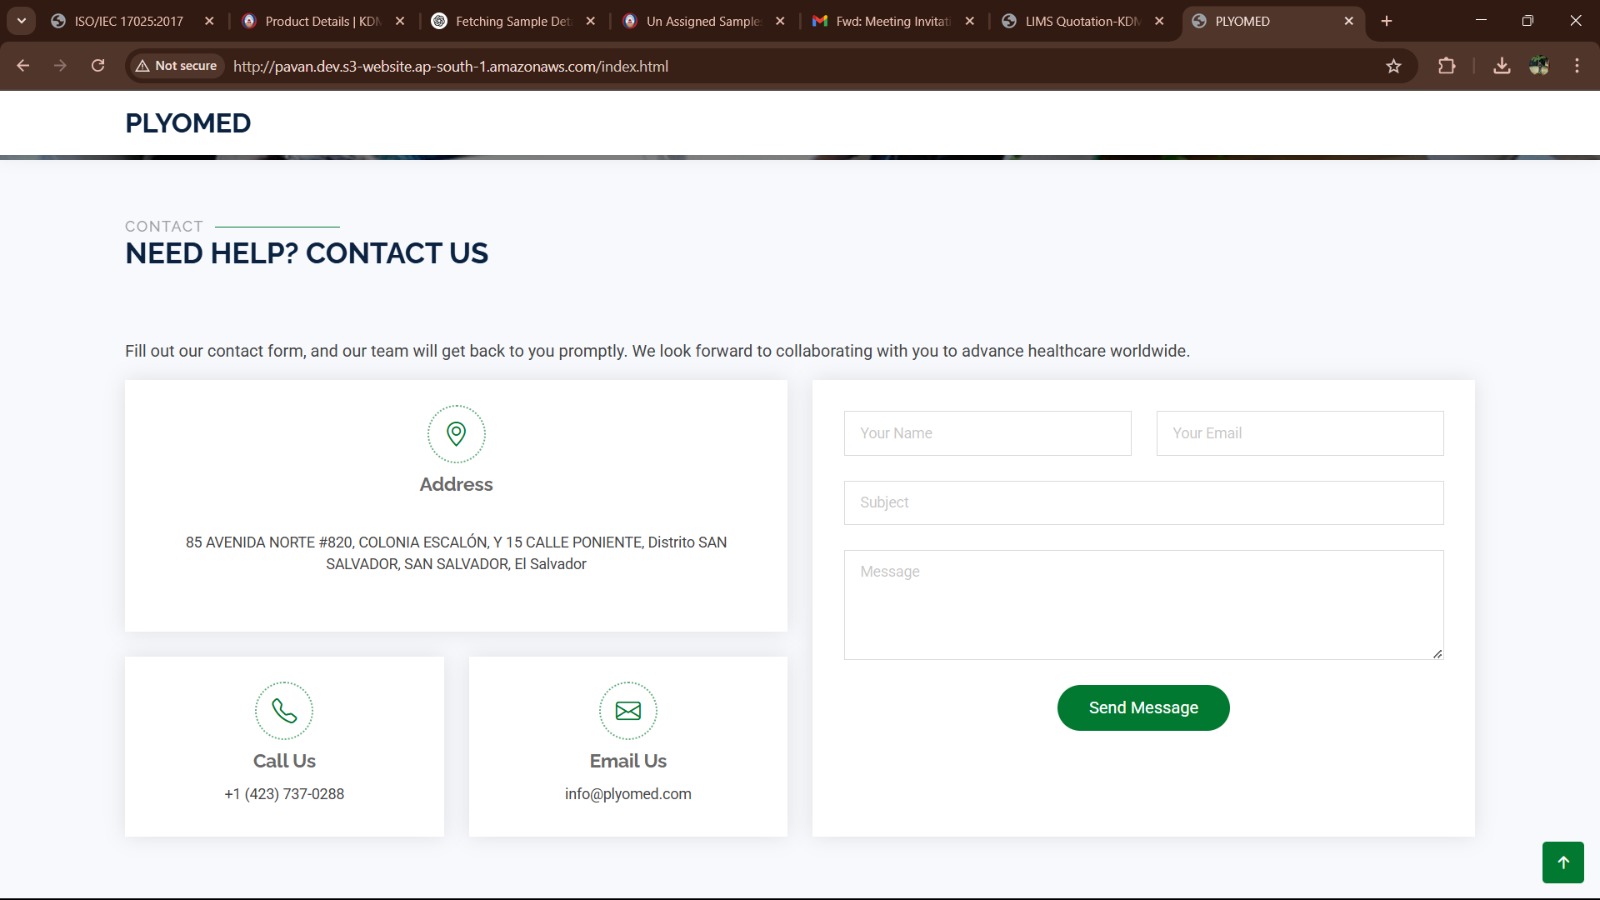 ISO/IEC 17025:2017
Product Details | KDM
Fetching Sample Det
Un Assigned Sample
Fwd: Meeting Invitati
LIMS Quotation-KDM
PLYOMED
Not secure
http://pavan.dev.s3-website.ap-south-1.amazonaws.com/index.html
PLYOMED
CONTACT
NEED HELP? CONTACT US
Fill out our contact form, and our team will get back to you promptly. We look forward to collaborating with you to advance healthcare worldwide.
Address
85 AVENIDA NORTE #820, COLONIA ESCALÓN, Y 15 CALLE PONIENTE, Distrito SAN
SALVADOR, SAN SALVADOR, El Salvador
Call Us
+1 (423) 737-0288
Email Us
info@plyomed.com
Your Name
Your Email
Subject
Message
Send Message